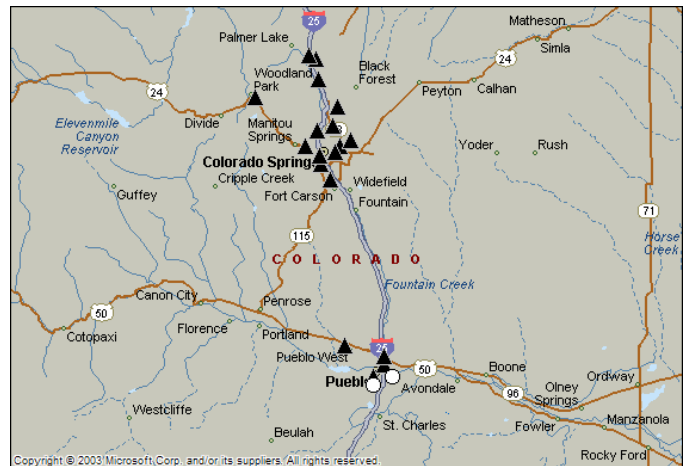 25
Matheson
Palmer Lake
Simla
24
Woodland
Park
Black
Forest
24
Peyton
Calhan
Elevenmile
Canyon
Reservoir
Divide
Manitou
Springs
Yoder
Rush
Colorado Springs
Cripple Creek
Guffey
Fort Carson
Widefield
Fountain
71
115
Horse
Creek
COLORADO
Fountain Creek
Canon City
Penrose
50
Florence
Portland
Cotopaxi
25
Pueblo West
50
Boone
Pueblo
Avondale
96
Olney
Springs
Ordway
Westcliffe
St. Charles
Fowler
Manzanola
Beulah
Rocky Ford
Copyright © 2003 Microsoft Corp. and/or its suppliers. All rights reserved.